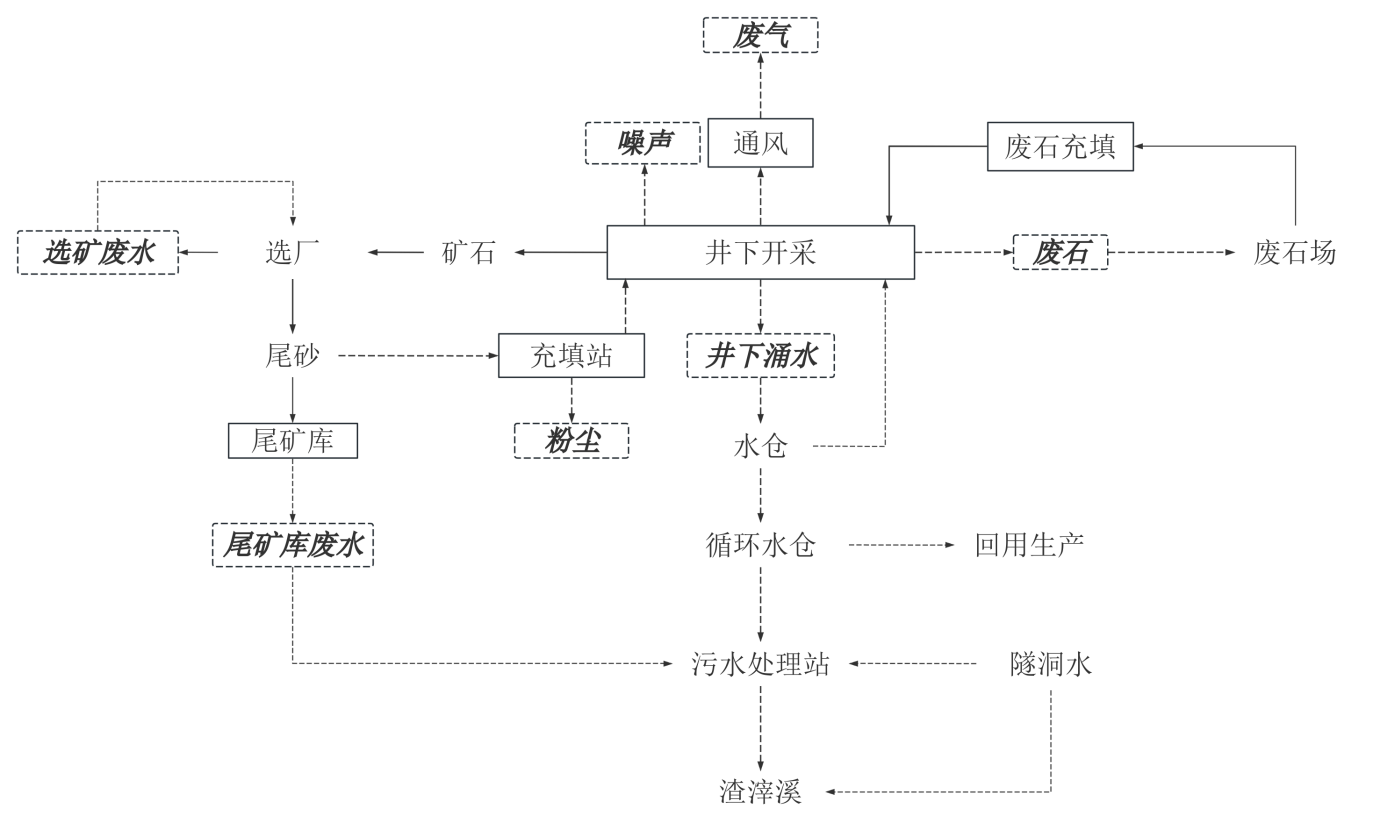 废气
噪声
通风
废石充填
选矿废水
选厂
矿石
井下开采
废石
废石场
尾砂
充填站
井下涌水
尾矿库
粉尘
水仓
尾矿库废水
循环水仓
回用生产
污水处理站
隧洞水
渣滓溪